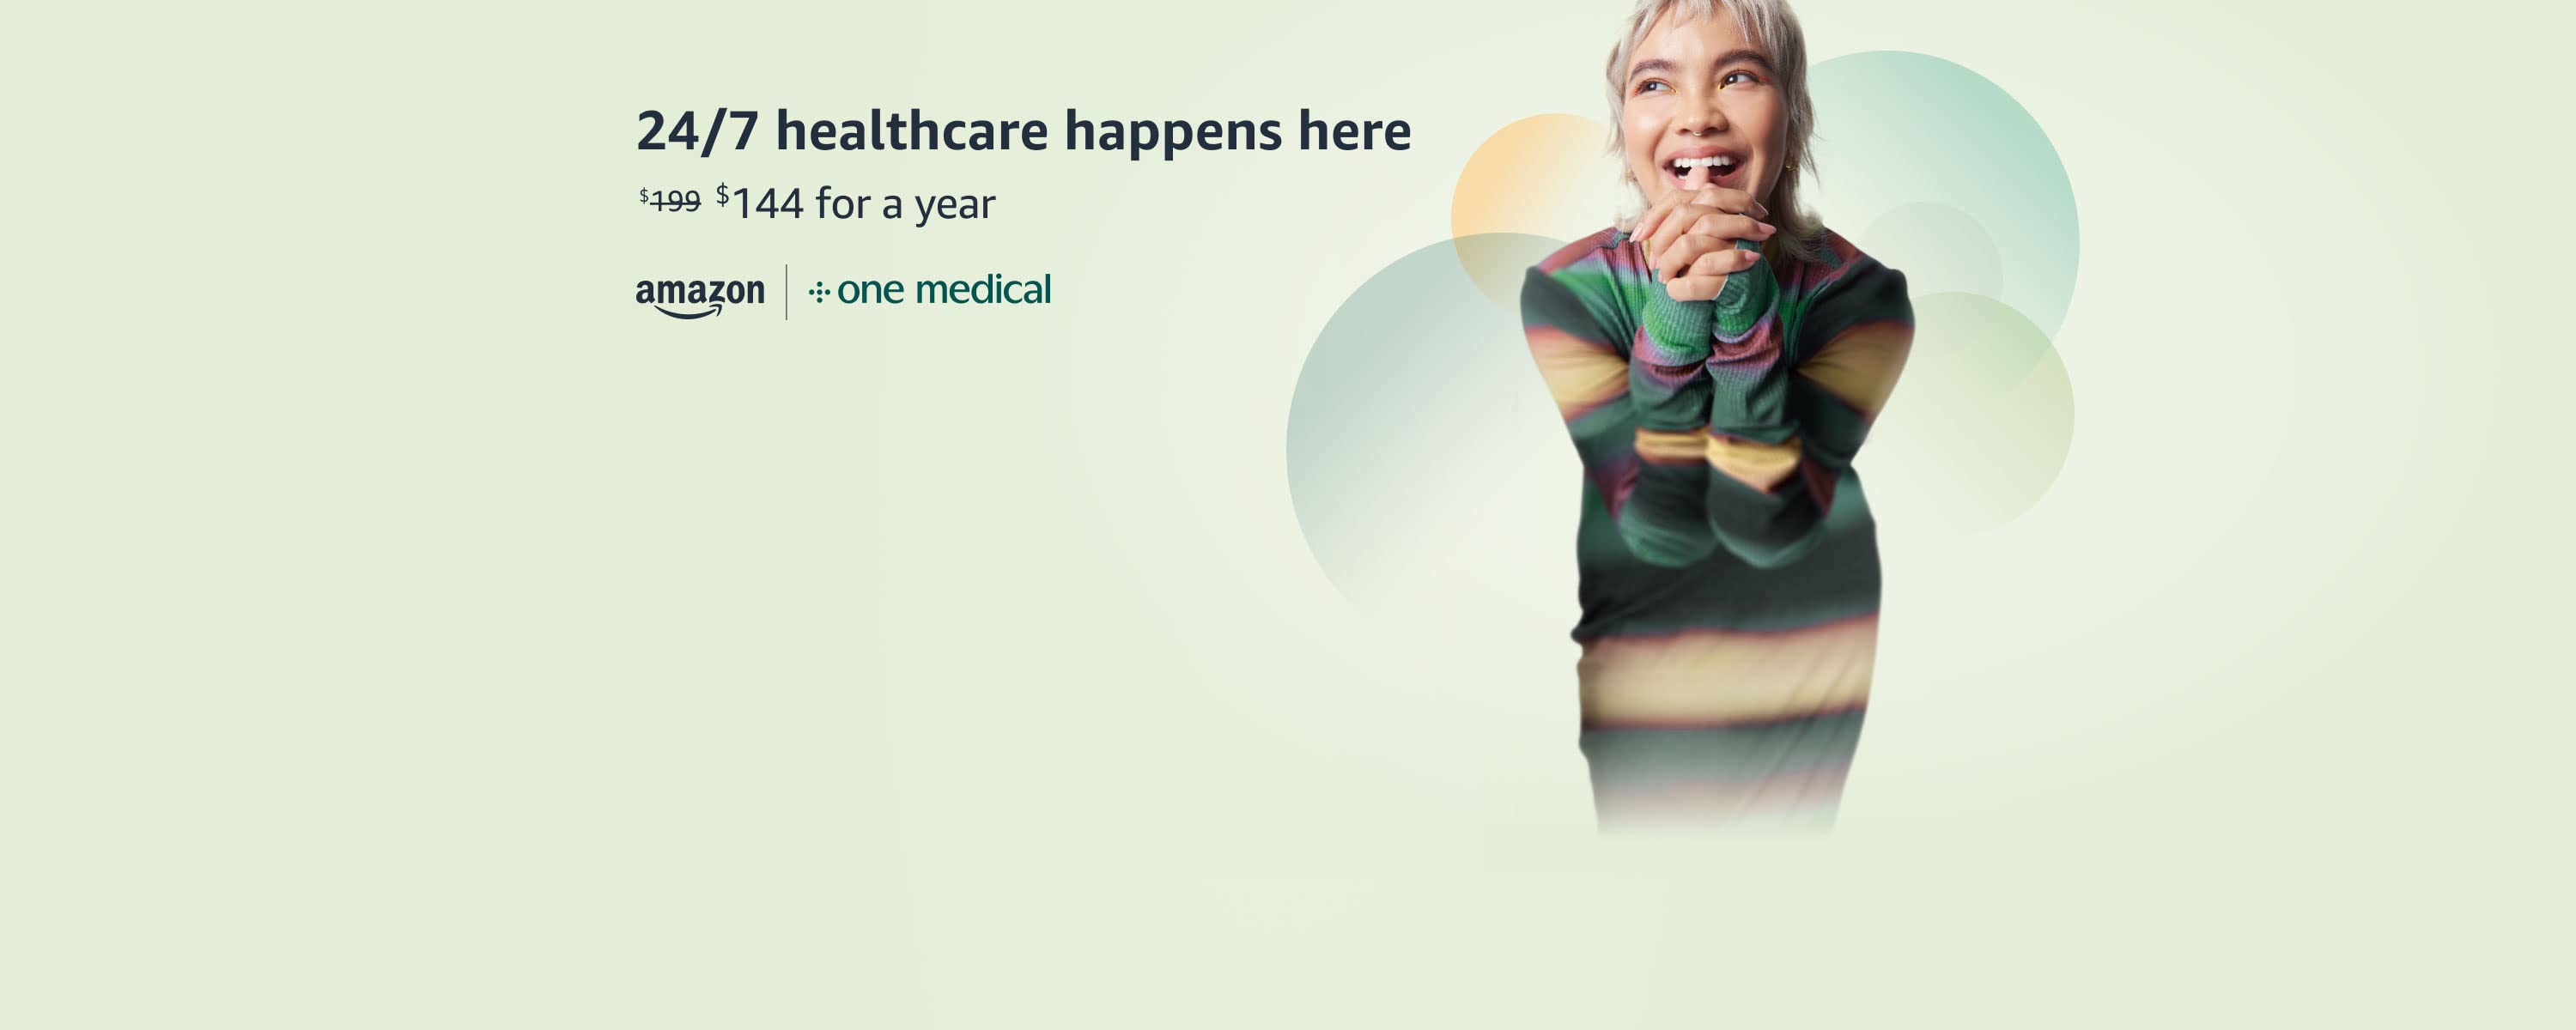 24/7 healthcare happens here
$199 $144 for a year
amazon | one medical